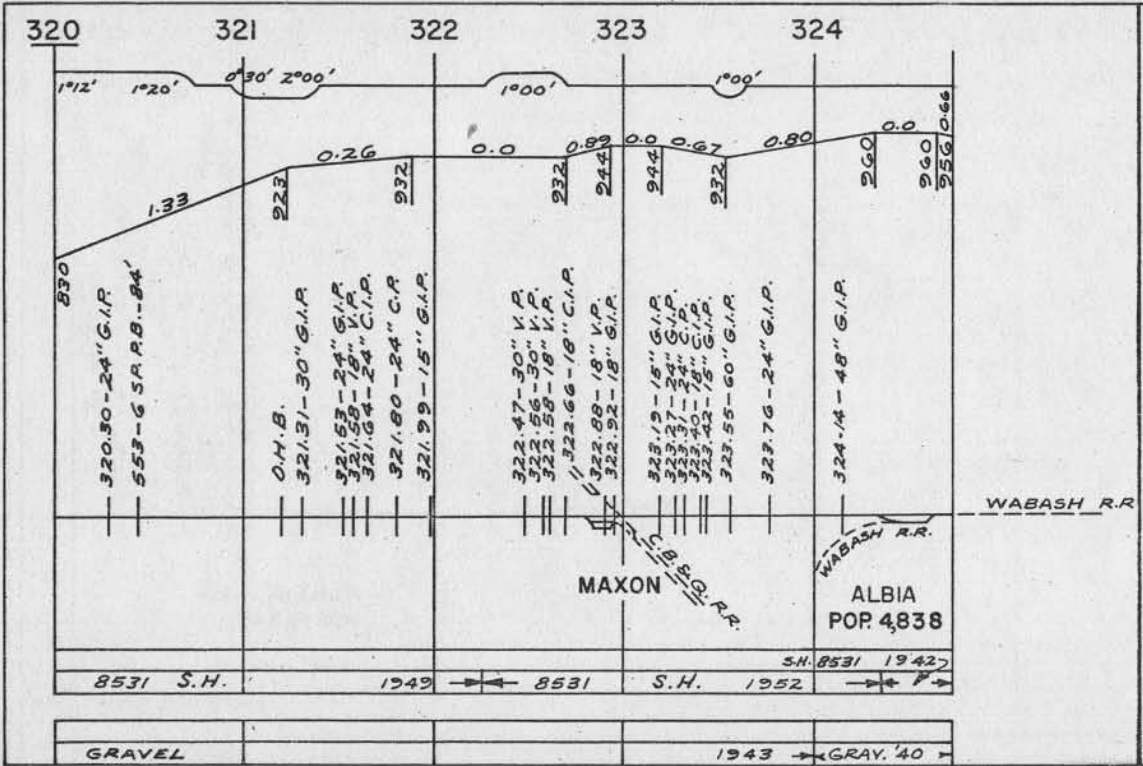 320 321 322 323 324
1°12' 1°20' 0°30' 2°00' 1°00' 1°00'
830 1.33 923 0.26 932 0.0 932 0.89 944 0.0 944 0.67 932 0.80 960 0.0 960 956 0.66
320.30-24" G.I.P.
553-6 SP. P.B.-84'
O.H.B.
321.31-30" G.I.P.
321.53-24" G.I.P.
321.58-18" V.P.
321.64-24" C.I.P.
321.80-24" C.P.
321.99-15" G.I.P.
322.47-30" V.P.
322.56-30" V.P.
322.58-18" V.P.
322.66-18" C.I.P.
322.88-18" V.P.
322.92-18" G.I.P.
323.19-15" G.I.P.
323.27-24" G.I.P.
323.31-24" C.P.
323.40-18" C.I.P.
323.42-15" G.I.P.
323.55-60" G.I.P.
323.76-24" G.I.P.
324.14-48" G.I.P.
WABASH R.R.
C.B.&Q. R.R.
WABASH R.R.
MAXON
ALBIA
POP. 4,838
S.H. 8531 1942
8531 S.H. 1949 8531 S.H. 1952
GRAVEL 1943 GRAV. '40